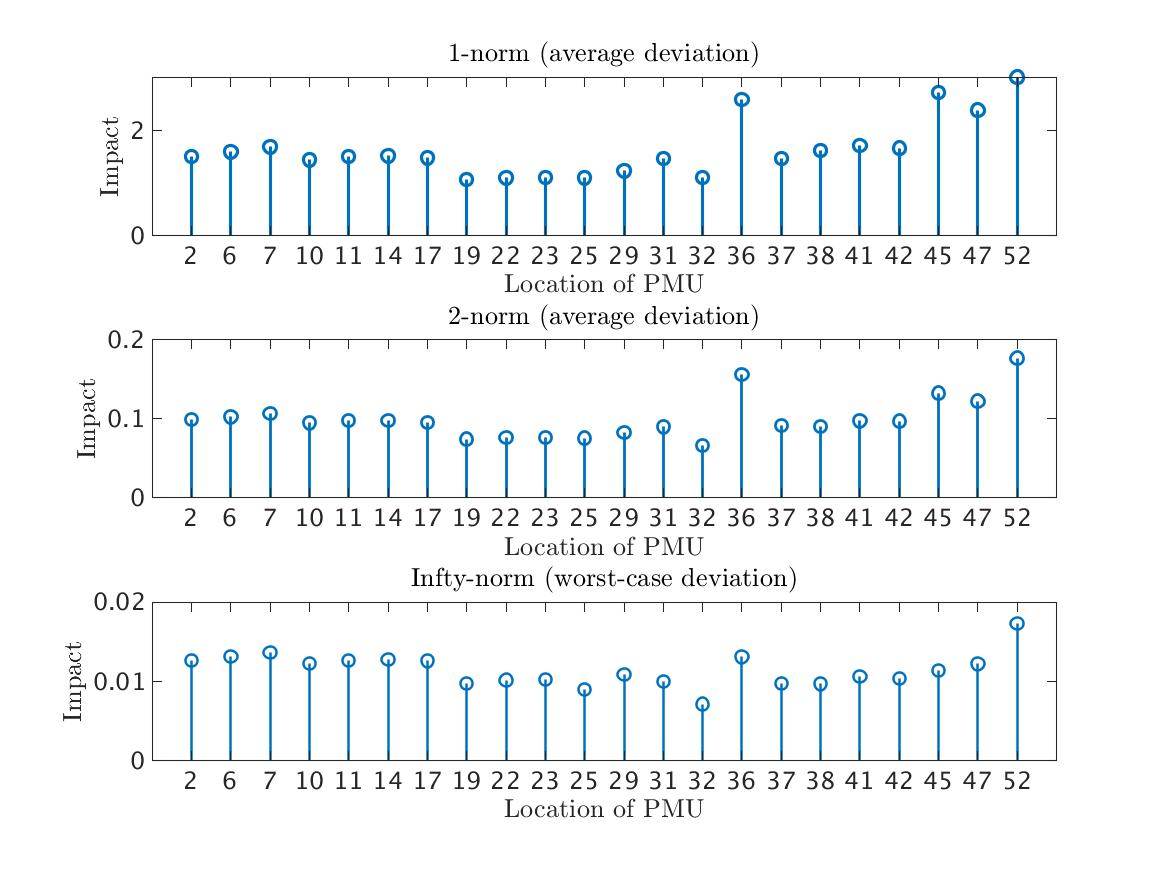 1-norm (average deviation)
2
0
Impact
2 6 7 10 11 14 17 19 22 23 25 29 31 32 36 37 38 41 42 45 47 52
Location of PMU
2-norm (average deviation)
0.2
0.1
0
Impact
2 6 7 10 11 14 17 19 22 23 25 29 31 32 36 37 38 41 42 45 47 52
Location of PMU
Infty-norm (worst-case deviation)
0.02
0.01
0
Impact
2 6 7 10 11 14 17 19 22 23 25 29 31 32 36 37 38 41 42 45 47 52
Location of PMU